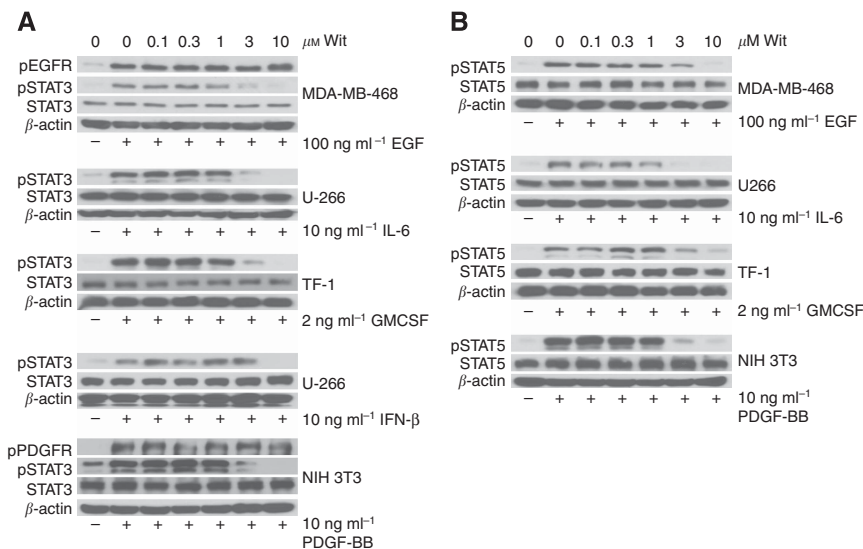 A
0 0 0.1 0.3 1 3 10 μM Wit
pEGFR
pSTAT3
STAT3
MDA-MB-468
β-actin
– + + + + + + 100 ng ml⁻¹ EGF
pSTAT3
STAT3
U-266
β-actin
– + + + + + + 10 ng ml⁻¹ IL-6
pSTAT3
STAT3
TF-1
β-actin
– + + + + + + 2 ng ml⁻¹ GMCSF
pSTAT3
STAT3
U-266
β-actin
– + + + + + + 10 ng ml⁻¹ IFN-β
pPDGFR
pSTAT3
NIH 3T3
STAT3
β-actin
– + + + + + + 10 ng ml⁻¹
PDGF-BB
B
0 0 0.1 0.3 1 3 10 μM Wit
pSTAT5
STAT5 MDA-MB-468
β-actin
– + + + + + + 100 ng ml⁻¹ EGF
pSTAT5
STAT5 U266
β-actin
– + + + + + + 10 ng ml⁻¹ IL-6
pSTAT5
STAT5 TF-1
β-actin
– + + + + + + 2 ng ml⁻¹ GMCSF
pSTAT5
STAT5 NIH 3T3
β-actin
– + + + + + + 10 ng ml⁻¹
PDGF-BB